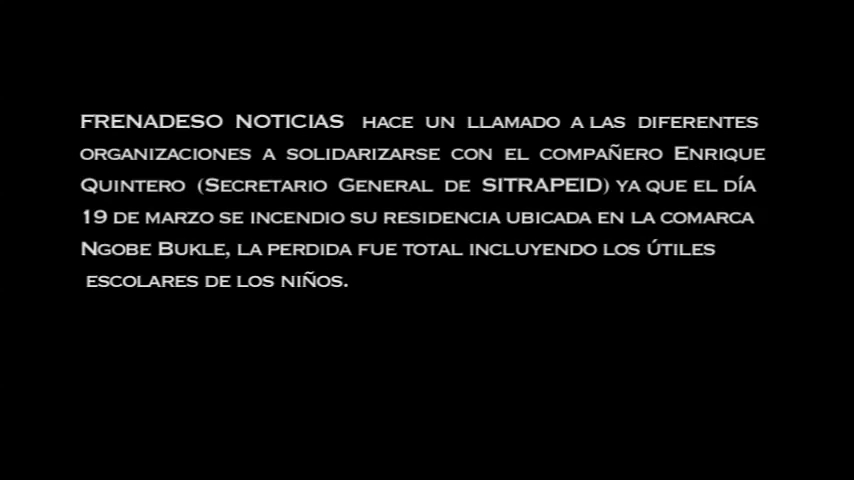 FRENADESO NOTICIAS HACE UN LLAMADO A LAS DIFERENTES
ORGANIZACIONES A SOLIDARIZARSE CON EL COMPAÑERO ENRIQUE
QUINTERO (SECRETARIO GENERAL DE SITRAPEID) YA QUE EL DÍA
19 DE MARZO SE INCENDIO SU RESIDENCIA UBICADA EN LA COMARCA
NGOBE BUKLE, LA PERDIDA FUE TOTAL INCLUYENDO LOS ÚTILES
ESCOLARES DE LOS NIÑOS.